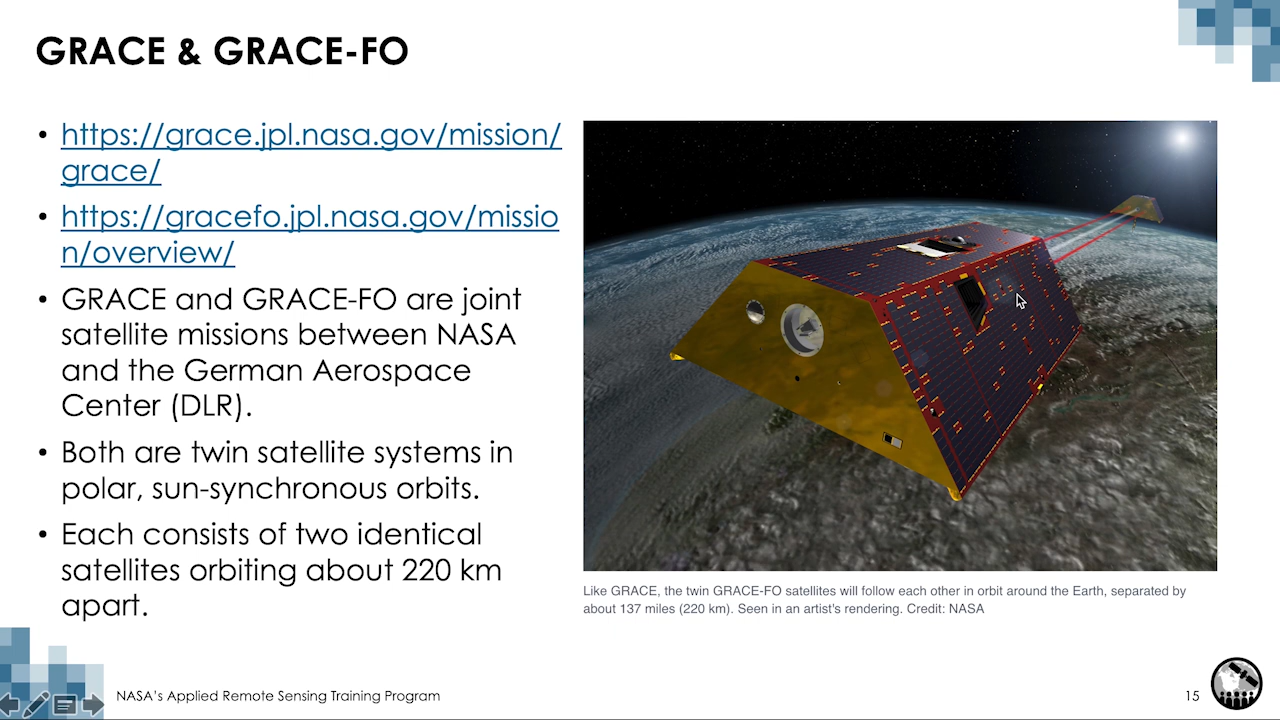 GRACE & GRACE-FO
• https://grace.jpl.nasa.gov/mission/
grace/
• https://gracefo.jpl.nasa.gov/missio
n/overview/
• GRACE and GRACE-FO are joint
satellite missions between NASA
and the German Aerospace
Center (DLR).
• Both are twin satellite systems in
polar, sun-synchronous orbits.
• Each consists of two identical
satellites orbiting about 220 km
apart.
Like GRACE, the twin GRACE-FO satellites will follow each other in orbit around the Earth, separated by
about 137 miles (220 km). Seen in an artist's rendering. Credit: NASA
NASA's Applied Remote Sensing Training Program
15